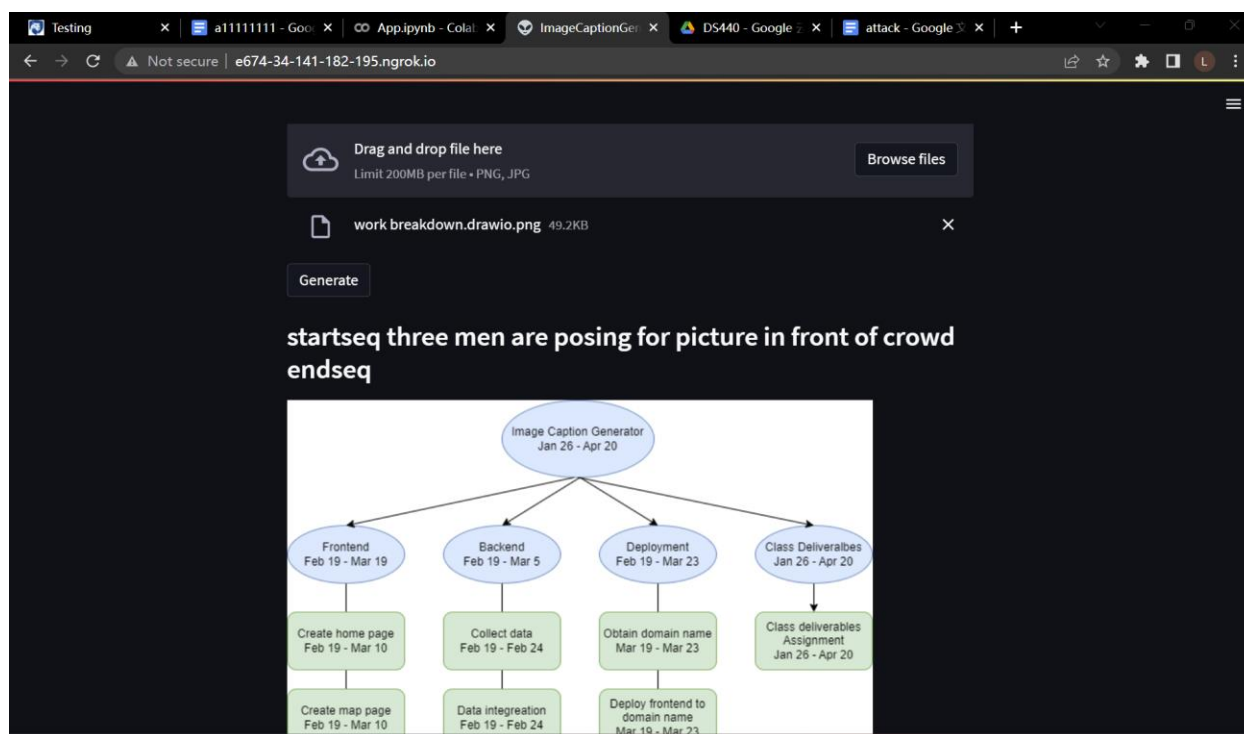 Testing
a11111111 - Goo
App.ipynb - Colab
ImageCaptionGen
DS440 - Google
attack - Google
Not secure | e674-34-141-182-195.ngrok.io
L
Drag and drop file here
Limit 200MB per file • PNG, JPG
Browse files
work breakdown.drawio.png 49.2KB
Generate
startseq three men are posing for picture in front of crowd
endseq
Image Caption Generator
Jan 26 - Apr 20
Frontend
Feb 19 - Mar 19
Backend
Feb 19 - Mar 5
Deployment
Feb 19 - Mar 23
Class Deliveralbes
Jan 26 - Apr 20
Create home page
Feb 19 - Mar 10
Collect data
Feb 19 - Feb 24
Obtain domain name
Mar 19 - Mar 23
Class deliverables
Assignment
Jan 26 - Apr 20
Create map page
Feb 19 - Mar 10
Data integreation
Feb 19 - Feb 24
Deploy frontend to
domain name
Mar 19 - Mar 23